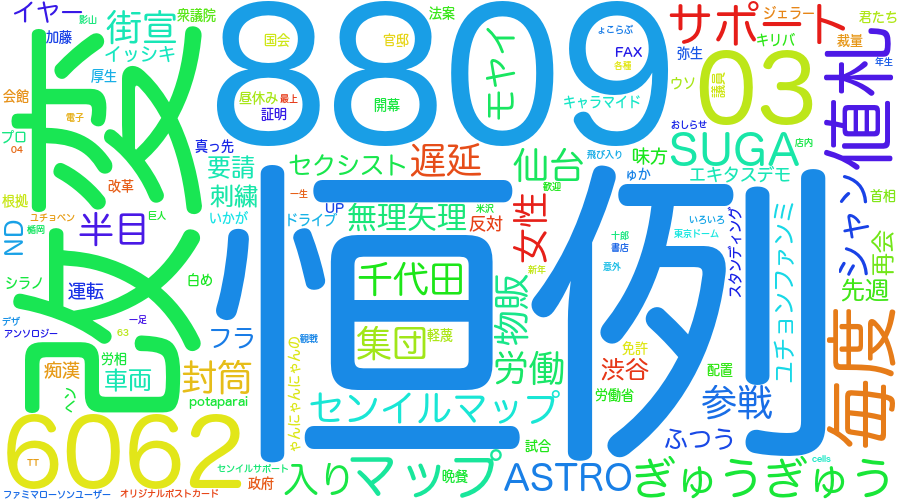 イヤー
影山
加藤
街宣
衆議院
イッシキ
厚生
会館
電子
プロ
04
改革
根拠
ユチョペン
巨人
楯岡
半目
ND
シラノ
運転
白め
デザ
アンソロジー
一足
63
改変
記
8809
国会
官邸
法案
昼休み
最上
証明
開幕
モヤイ
真っ先
要請
刺繍
いかが
セクシスト
遅延
一生
UP
米沢
ドライブ
無理矢理
反対
恒例
千代田
集団
軽蔑
観戦
フラ
ゃんにゃんにゃんの
物販
労働
女性
仙台
歓迎
新年
サポート
ジェラー
君たち
ょこらぶ
FAX
各種
弥生
キリバ
裁量
ウソ
議員
03
キャラマイド
おしらせ
年生
値札
飛び入り
味方
SUGA
店内
ゅか
エキタスデモ
いろいろ
東京ドーム
十郎
書店
意外
スタンディング
ユチョンファンミ
シャン
首相
再会
先週
毎度
免許
渋谷
配置
労働省
参戦
ふつう
ぎゅうぎゅう
cells
労相
痴漢
ペン
車両
封筒
potaparai
6062
TT
センイルマップ
試合
センイルサポート
政府
入り
マップ
晩餐
ASTRO
ファミマローソンユーザー
オリジナルポストカード